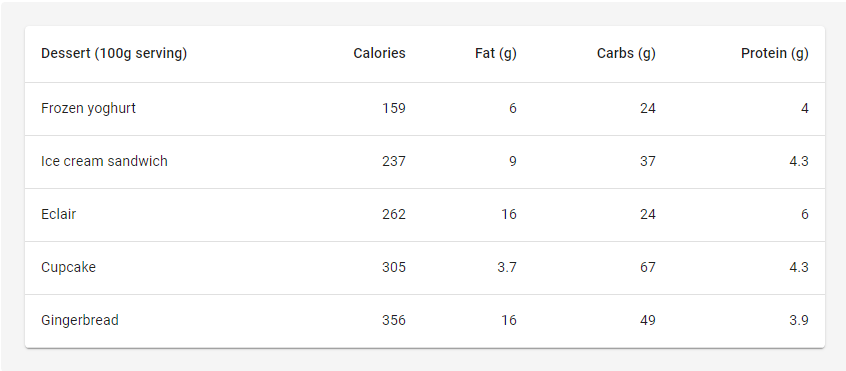 Dessert (100g serving) Calories Fat (g) Carbs (g) Protein (g)
Frozen yoghurt 159 6 24 4
Ice cream sandwich 237 9 37 4.3
Eclair 262 16 24 6
Cupcake 305 3.7 67 4.3
Gingerbread 356 16 49 3.9